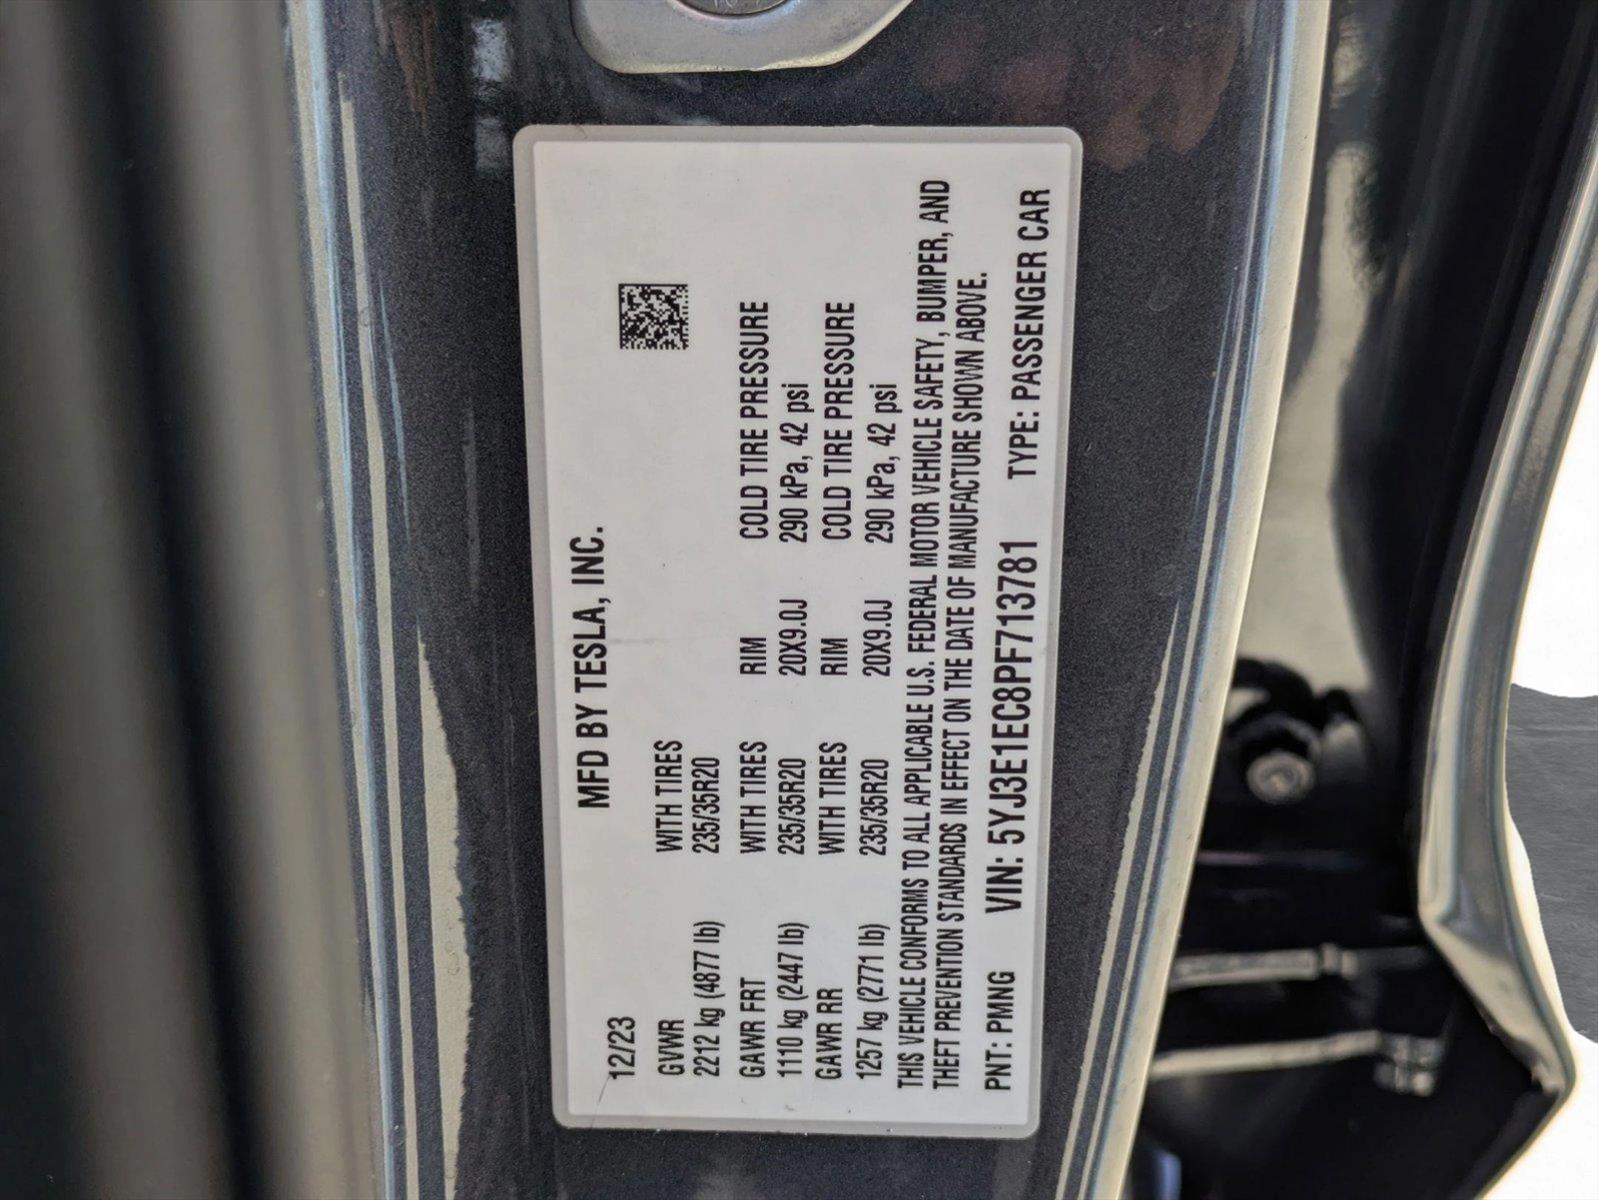 MFD BY TESLA, INC.
12/23
GVWR WITH TIRES
2212 kg (4877 lb) 235/35R20
GAWR FRT WITH TIRES RIM COLD TIRE PRESSURE
1110 kg (2447 lb) 235/35R20 20X9.0J 290 kPa, 42 psi
GAWR RR WITH TIRES RIM COLD TIRE PRESSURE
1257 kg (2771 lb) 235/35R20 20X9.0J 290 kPa, 42 psi
THIS VEHICLE CONFORMS TO ALL APPLICABLE U.S. FEDERAL MOTOR VEHICLE SAFETY, BUMPER, AND
THEFT PREVENTION STANDARDS IN EFFECT ON THE DATE OF MANUFACTURE SHOWN ABOVE.
PNT: PMNG VIN: 5YJ3E1EC8PF713781 TYPE: PASSENGER CAR